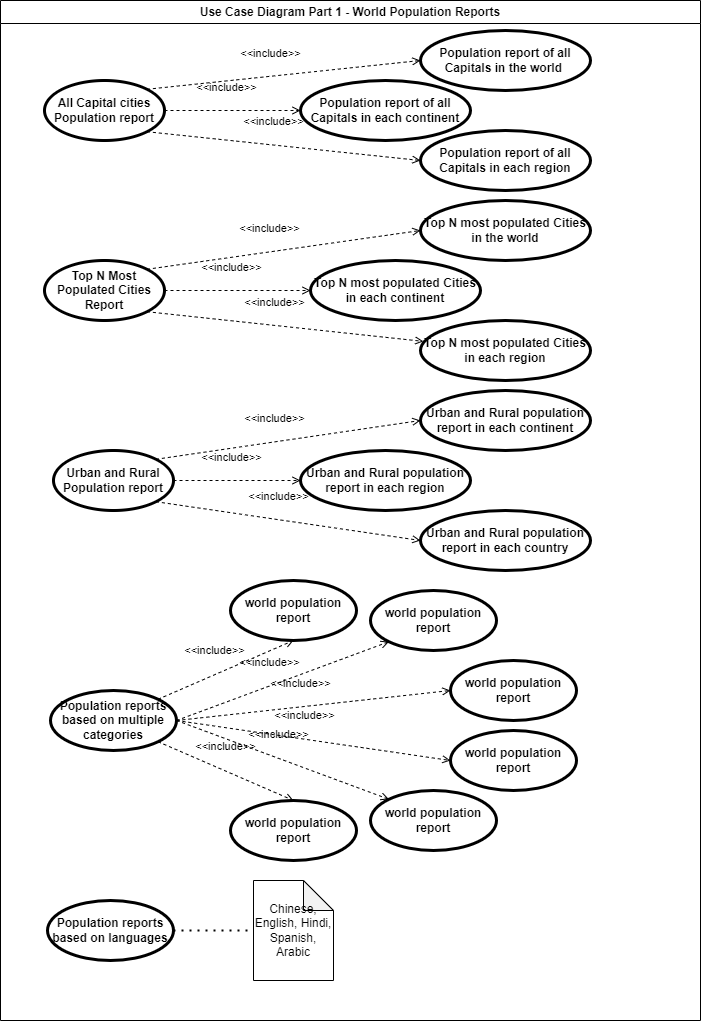 Use Case Diagram Part 1 - World Population Reports
<<include>>
Population report of all
Capitals in the world
<<include>>
All Capital cities
Population report
Population report of all
Capitals in each continent
<<include>>
Population report of all
Capitals in each region
<<include>>
Top N most populated Cities
in the world
<<include>>
Top N Most
Populated Cities
Report
Top N most populated Cities
in each continent
<<include>>
Top N most populated Cities
in each region
<<include>>
Urban and Rural population
report in each continent
<<include>>
Urban and Rural
Population report
Urban and Rural population
report in each region
<<include>>
Urban and Rural population
report in each country
world population
report
world population
report
<<include>>
<<include>>
<<include>>
world population
report
Population reports
based on multiple
categories
<<include>>
<<include>>
<<include>>
world population
report
world population
report
world population
report
Population reports
based on languages
Chinese,
English, Hindi,
Spanish,
Arabic